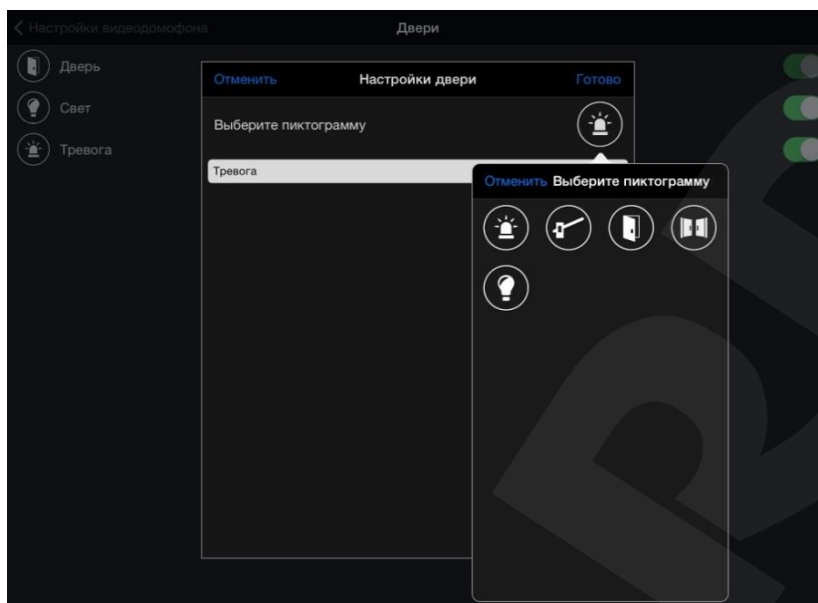 Настройки видеодомофона
Двери
Дверь
Свет
Тревога
Отменить Настройки двери Готово
Выберите пиктограмму
Тревога
Отменить Выберите пиктограмму